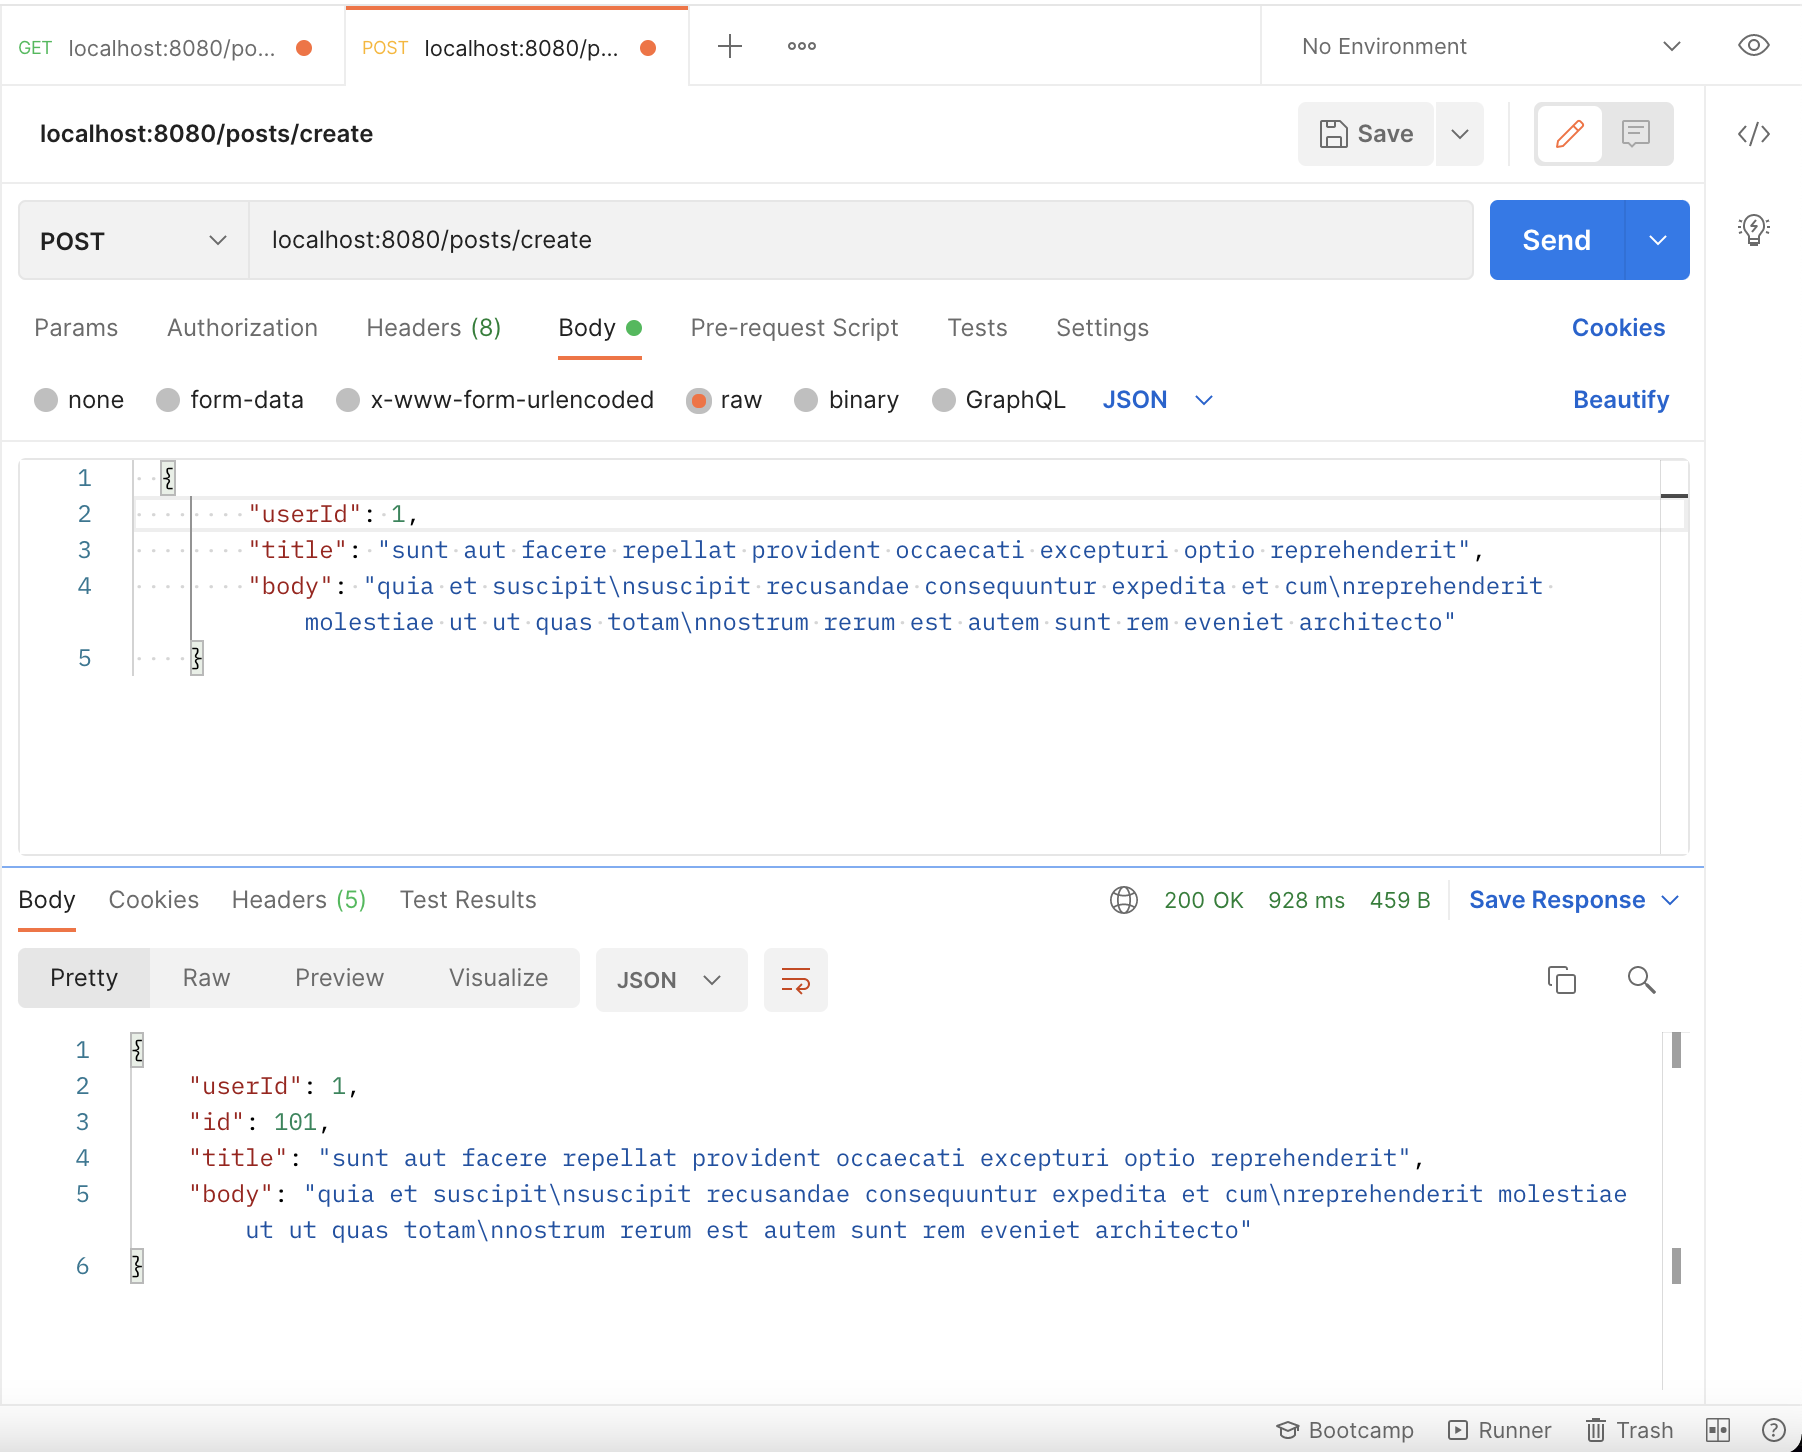 GET localhost:8080/po... POST localhost:8080/p... No Environment
localhost:8080/posts/create Save
POST localhost:8080/posts/create Send
Params Authorization Headers (8) Body Pre-request Script Tests Settings Cookies
none form-data x-www-form-urlencoded raw binary GraphQL JSON Beautify
1 {
2 "userId": 1,
3 "title": "sunt aut facere repellat provident occaecati excepturi optio reprehenderit",
4 "body": "quia et suscipit\nsuscipit recusandae consequuntur expedita et cum\nreprehenderit
molestiae ut ut quas totam\nnostrum rerum est autem sunt rem eveniet architecto"
5 }
Body Cookies Headers (5) Test Results 200 OK 928 ms 459 B Save Response
Pretty Raw Preview Visualize JSON
1 {
2 "userId": 1,
3 "id": 101,
4 "title": "sunt aut facere repellat provident occaecati excepturi optio reprehenderit",
5 "body": "quia et suscipit\nsuscipit recusandae consequuntur expedita et cum\nreprehenderit molestiae
ut ut quas totam\nnostrum rerum est autem sunt rem eveniet architecto"
6 }
Bootcamp Runner Trash